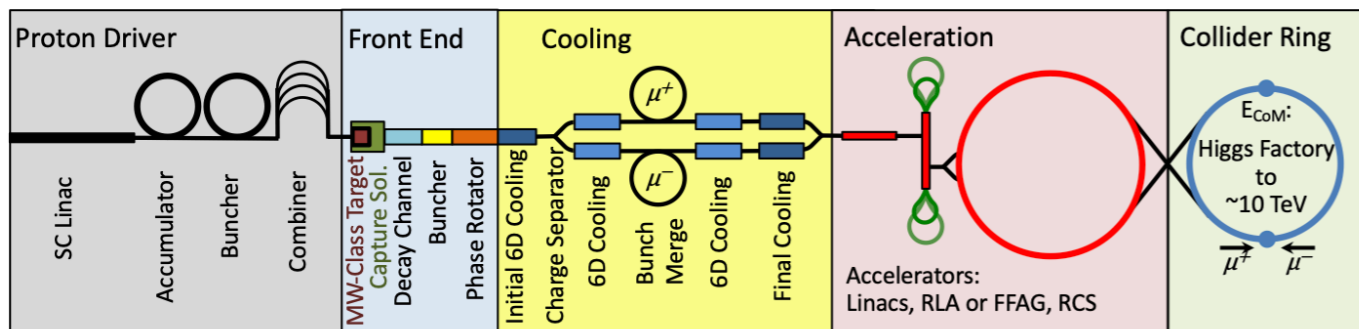 Proton Driver
SC Linac
Accumulator
Buncher
Combiner
Front End
MW-Class Target
Capture Sol.
Decay Channel
Buncher
Phase Rotator
Cooling
Initial 6D Cooling
Charge Separator
6D Cooling
μ+
μ−
Bunch
Merge
6D Cooling
Final Cooling
Acceleration
Accelerators:
Linacs, RLA or FFAG, RCS
Collider Ring
ECoM:
Higgs Factory
to
~10 TeV
μ+ μ−